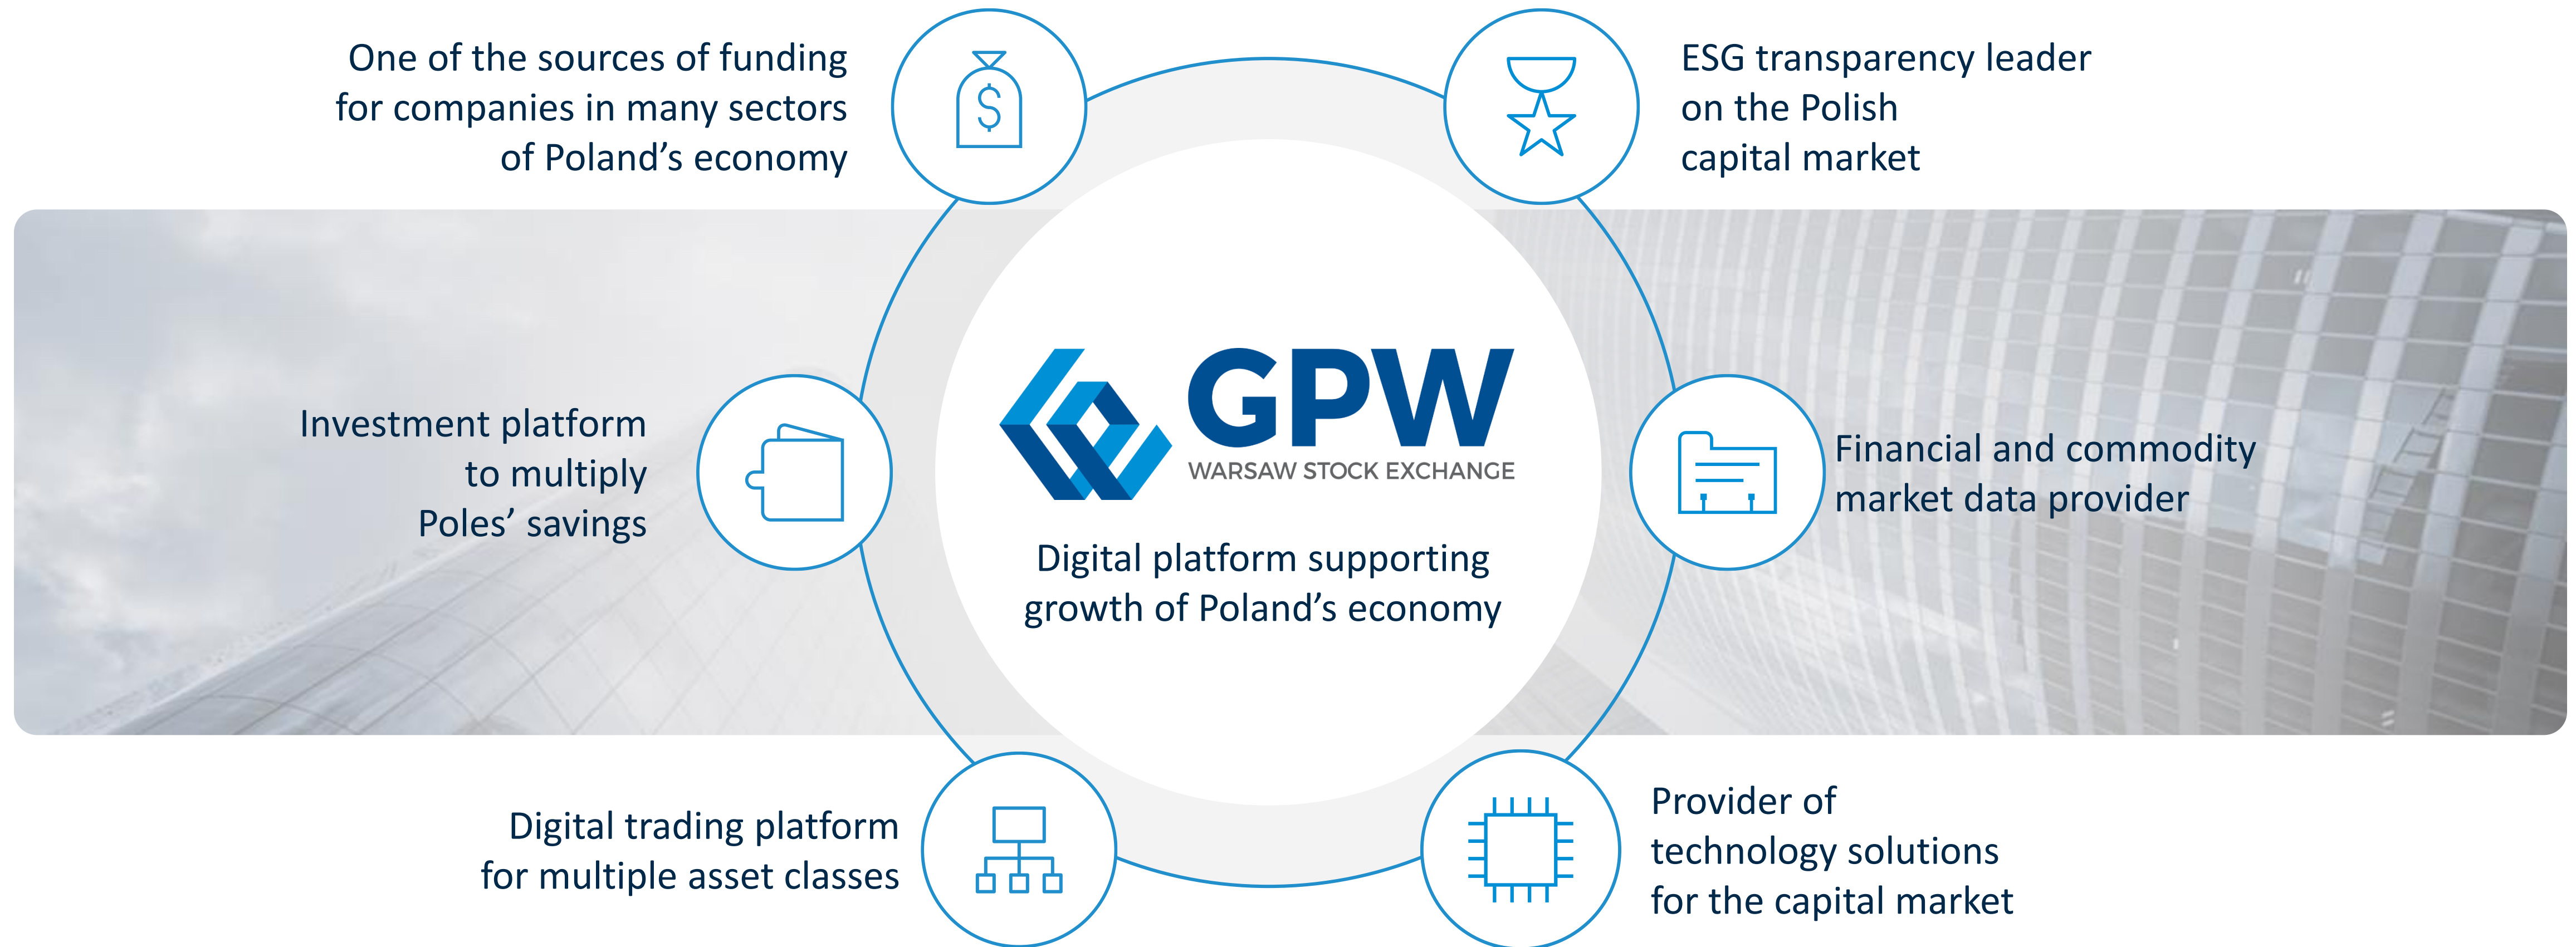 One of the sources of funding
for companies in many sectors
of Poland’s economy
ESG transparency leader
on the Polish
capital market
Investment platform
to multiply
Poles’ savings
GPW
WARSAW STOCK EXCHANGE
Digital platform supporting
growth of Poland’s economy
Financial and commodity
market data provider
Digital trading platform
for multiple asset classes
Provider of
technology solutions
for the capital market
$